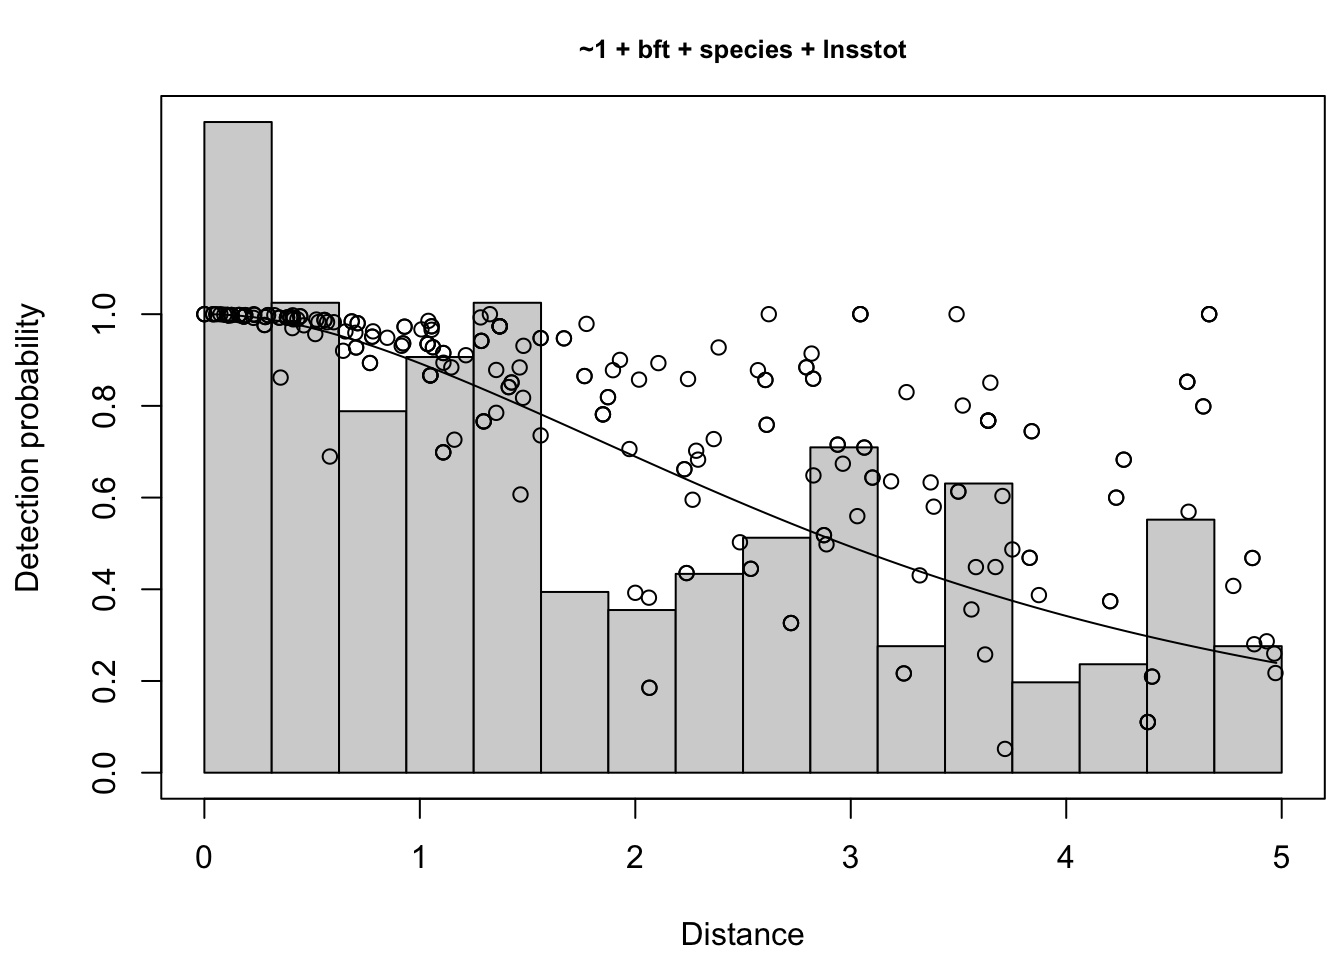 ~1 + bft + species + lnsstot
Detection probability
1.0
0.8
0.6
0.4
0.2
0.0
0 1 2 3 4 5
Distance